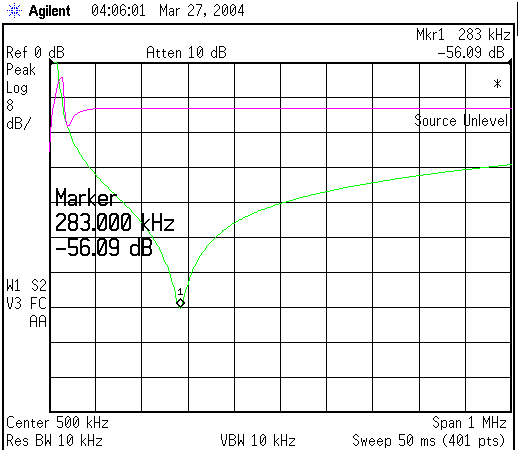 Agilent 04:06:01 Mar 27, 2004
Mkr1 283 kHz
Ref 0 dB Atten 10 dB -56.09 dB
Peak
Log
8
dB/
*
Source Unlevel
Marker
283.000 kHz
-56.09 dB
1
W1 S2
V3 FC
AA
Center 500 kHz Span 1 MHz
Res BW 10 kHz VBW 10 kHz Sweep 50 ms (401 pts)